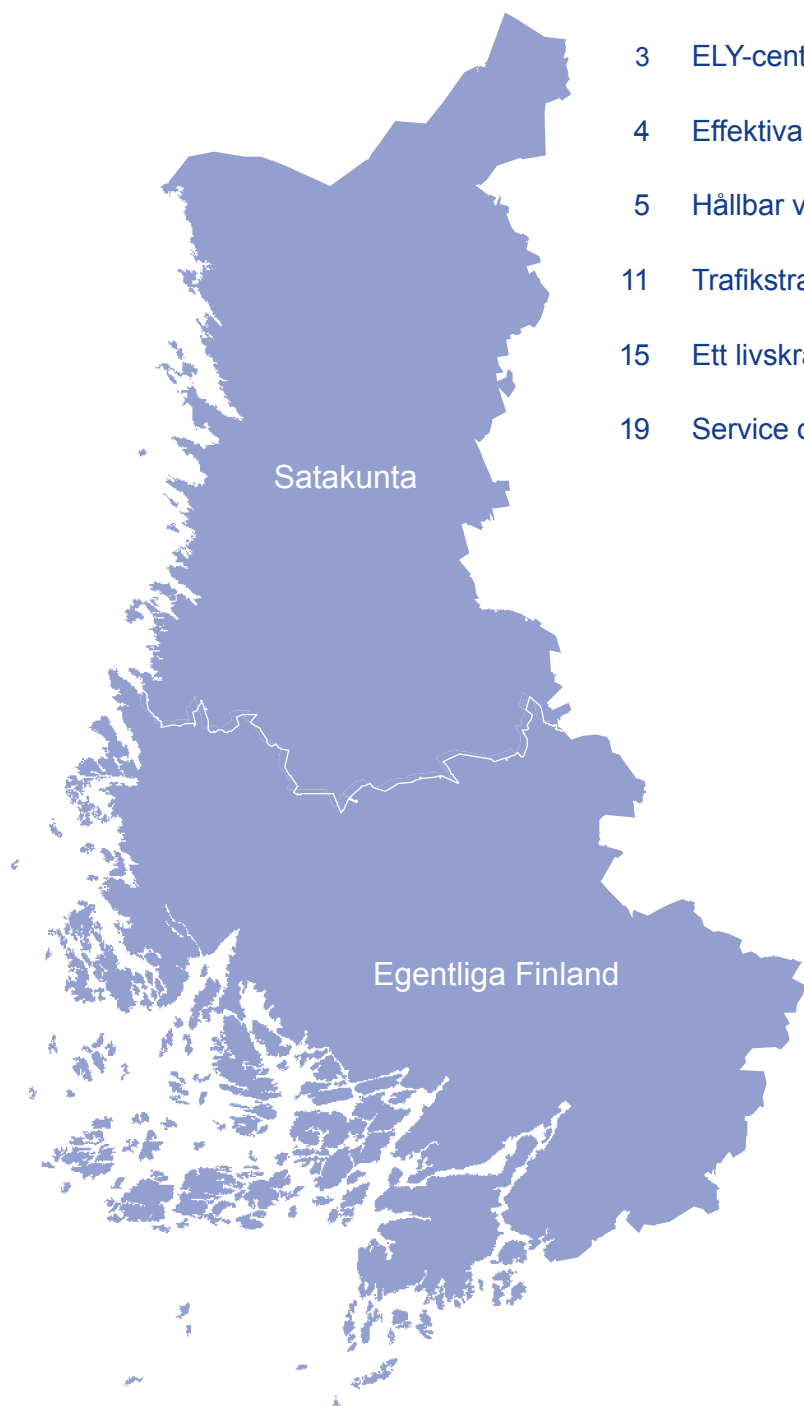 3 ELY-cent
4 Effektiva
5 Hållbar v
11 Trafikstra
15 Ett livskra
19 Service o
Satakunta
Egentliga Finland